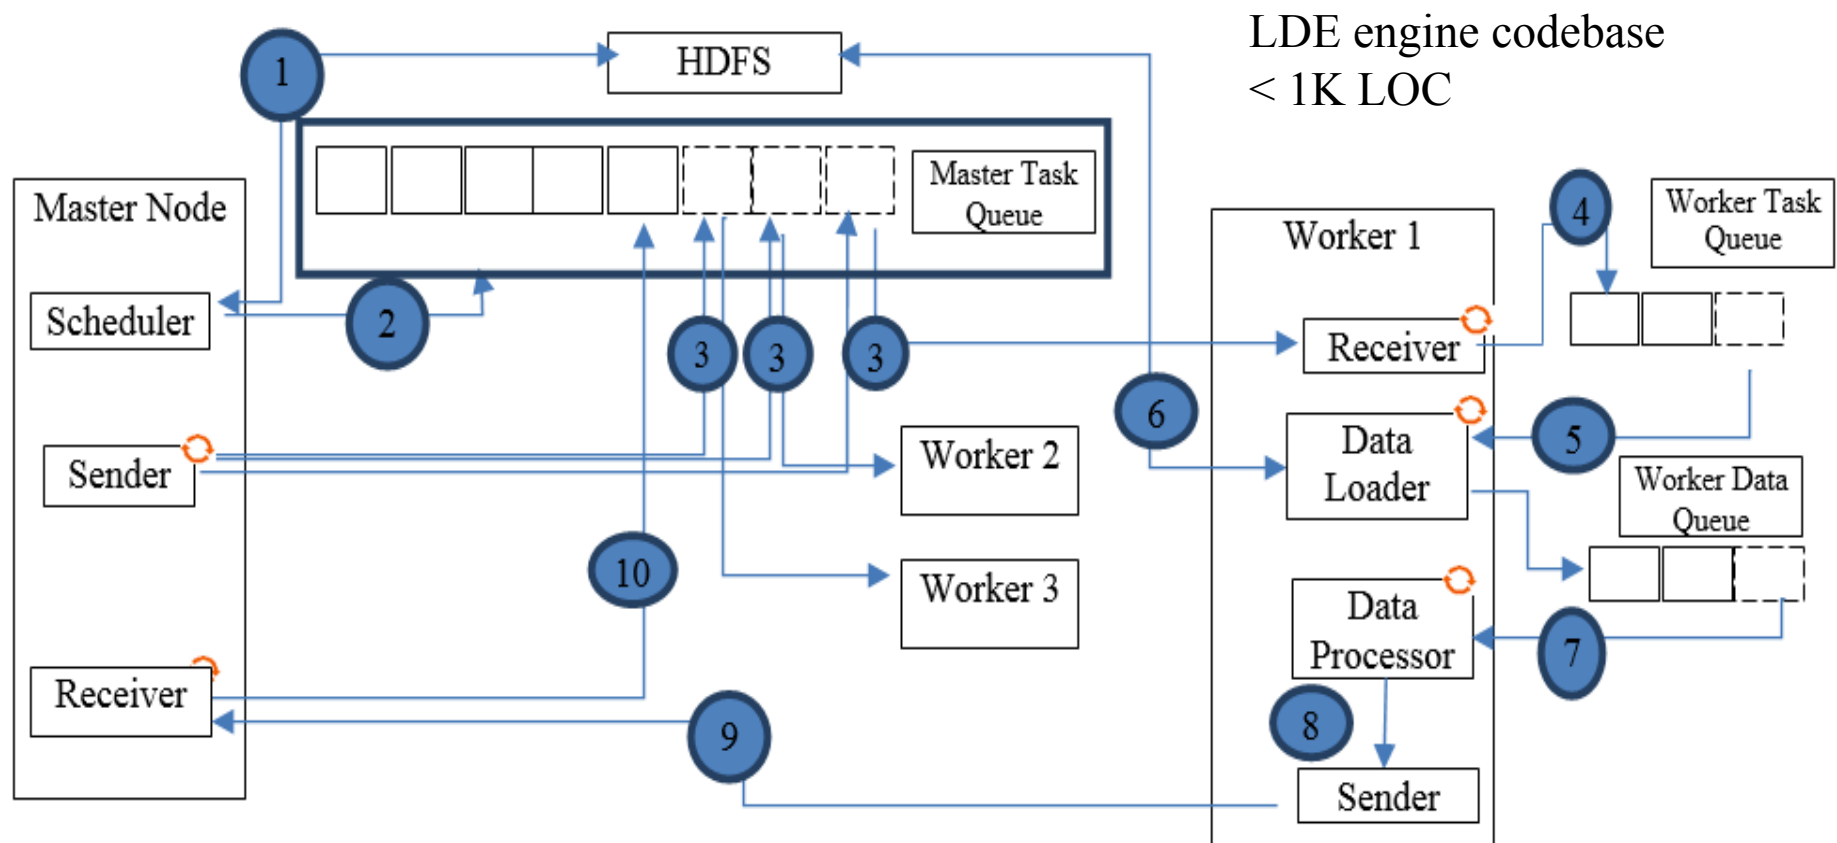 LDE engine codebase
< 1K LOC
1
HDFS
Master Task
Queue
Master Node
Scheduler
2
3
3
3
Sender
Worker 2
10
Worker 3
Receiver
9
Worker 1
4
Worker Task
Queue
Receiver
6
Data
Loader
5
Worker Data
Queue
Data
Processor
7
8
Sender